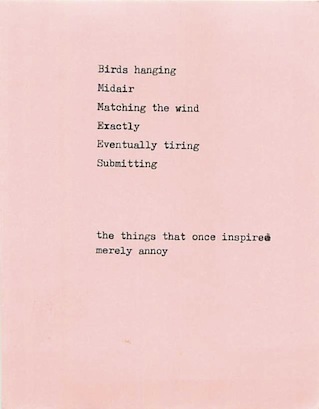 Birds hanging
Midair
Matching the wind
Exactly
Eventually tiring
Submitting
the things that once inspired
merely annoy